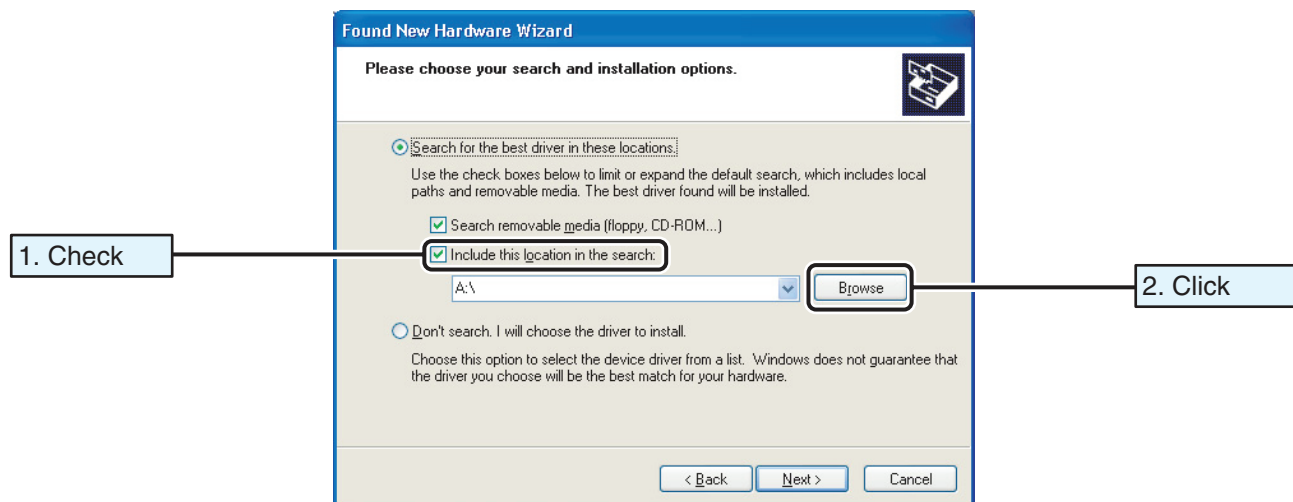 Found New Hardware Wizard
Please choose your search and installation options.
Search for the best driver in these locations.
Use the check boxes below to limit or expand the default search, which includes local
paths and removable media. The best driver found will be installed.
Search removable media (floppy, CD-ROM...)
1. Check
Include this location in the search:
A:\
Browse
2. Click
Don't search. I will choose the driver to install.
Choose this option to select the device driver from a list. Windows does not guarantee that
the driver you choose will be the best match for your hardware.
< Back
Next >
Cancel